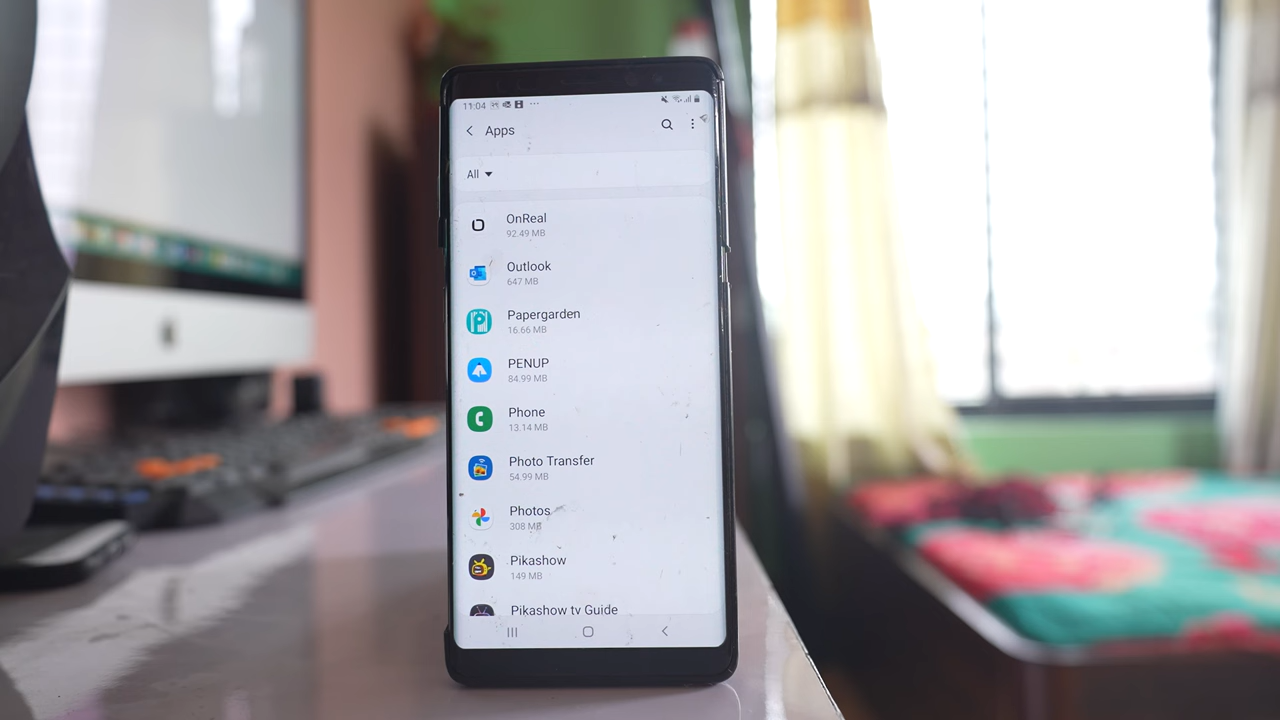 11:04
Apps
All
OnReal
92.49 MB
Outlook
647 MB
Papergarden
16.66 MB
PENUP
84.99 MB
Phone
13.14 MB
Photo Transfer
54.99 MB
Photos
308 MB
Pikashow
149 MB
Pikashow tv Guide